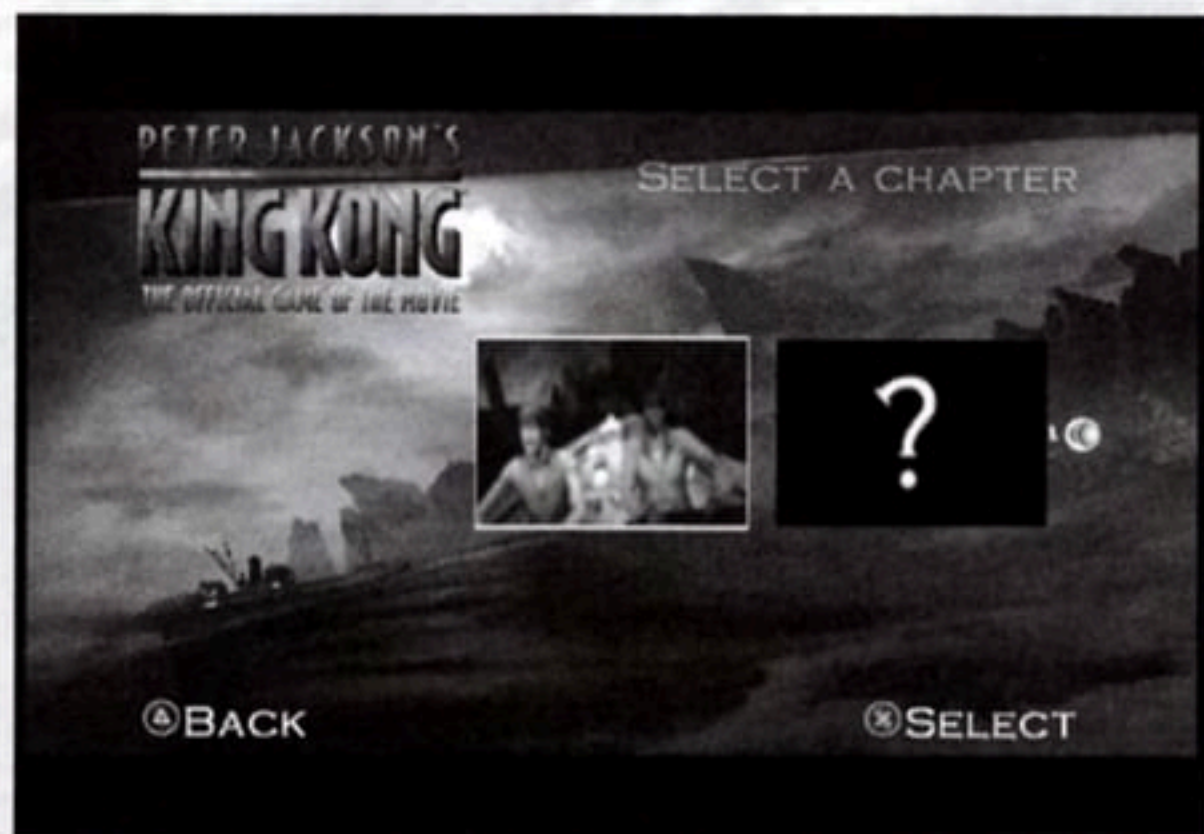 PETER JACKSON'S
KING KONG
THE OFFICIAL GAME OF THE MOVIE
SELECT A CHAPTER
?
BACK
SELECT